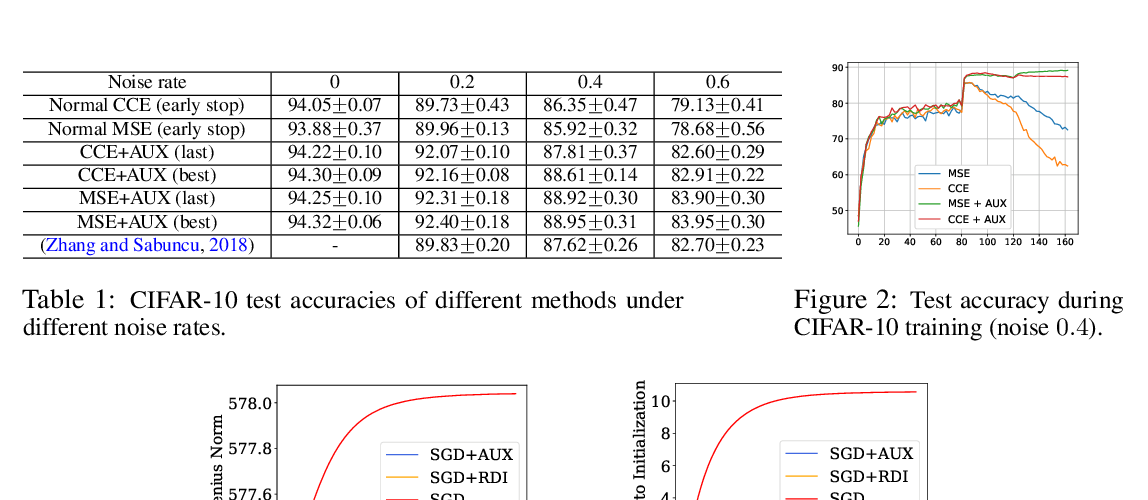 Noise rate 0 0.2 0.4 0.6
Normal CCE (early stop) 94.05±0.07 89.73±0.43 86.35±0.47 79.13±0.41
Normal MSE (early stop) 93.88±0.37 89.96±0.13 85.92±0.32 78.68±0.56
CCE+AUX (last) 94.22±0.10 92.07±0.10 87.81±0.37 82.60±0.29
CCE+AUX (best) 94.30±0.09 92.16±0.08 88.61±0.14 82.91±0.22
MSE+AUX (last) 94.25±0.10 92.31±0.18 88.92±0.30 83.90±0.30
MSE+AUX (best) 94.32±0.06 92.40±0.18 88.95±0.31 83.95±0.30
(Zhang and Sabuncu, 2018) - 89.83±0.20 87.62±0.26 82.70±0.23
Table 1: CIFAR-10 test accuracies of different methods under
different noise rates.
90
80
70
60
50
MSE
CCE
MSE + AUX
CCE + AUX
0 20 40 60 80 100 120 140 160
Figure 2: Test accuracy during
CIFAR-10 training (noise 0.4).
578.0
577.8
577.6
Norm
SGD+AUX
SGD+RDI
SGD
10
8
6
4
to Initialization
SGD+AUX
SGD+RDI
SGD